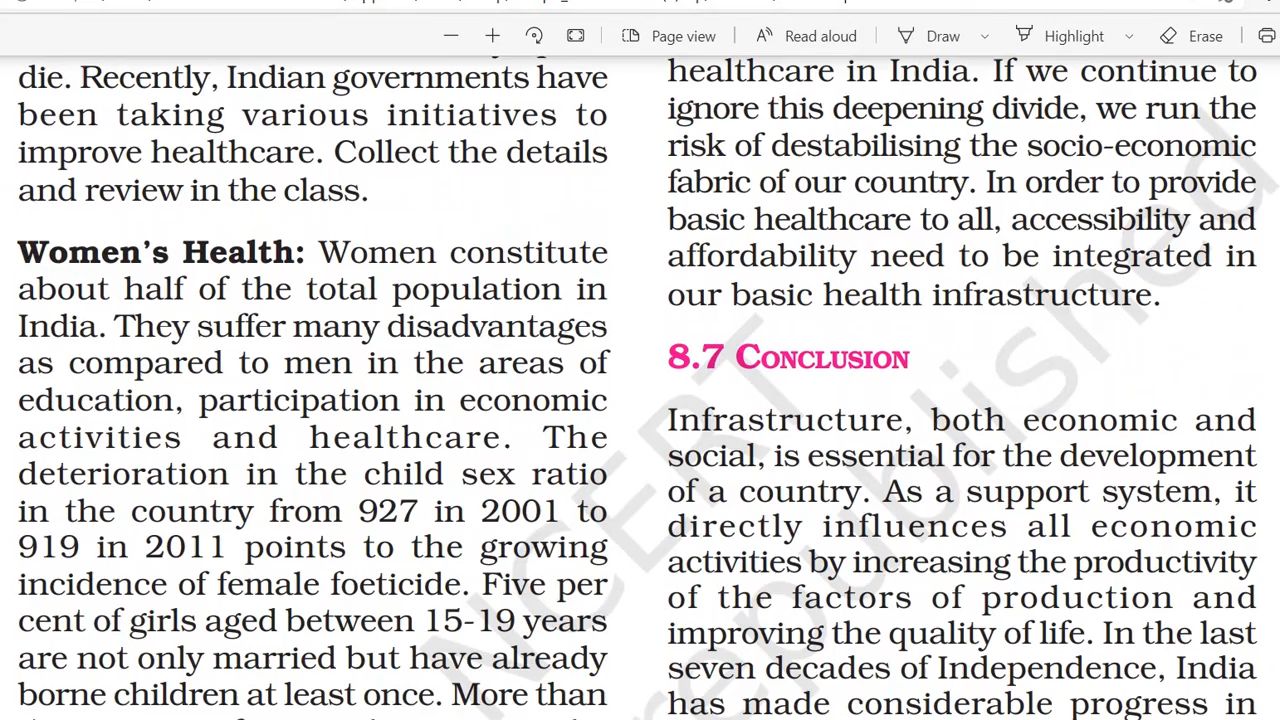 Page view
Read aloud
Draw
Highlight
Erase
die. Recently, Indian governments have
been taking various initiatives to
improve healthcare. Collect the details
and review in the class.
Women's Health: Women constitute
about half of the total population in
India. They suffer many disadvantages
as compared to men in the areas of
education, participation in economic
activities and healthcare. The
deterioration in the child sex ratio
in the country from 927 in 2001 to
919 in 2011 points to the growing
incidence of female foeticide. Five per
cent of girls aged between 15-19 years
are not only married but have already
borne children at least once. More than
healthcare in India. If we continue to
ignore this deepening divide, we run the
risk of destabilising the socio-economic
fabric of our country. In order to provide
basic healthcare to all, accessibility and
affordability need to be integrated in
our basic health infrastructure.
8.7 CONCLUSION
Infrastructure, both economic and
social, is essential for the development
of a country. As a support system, it
directly influences all economic
activities by increasing the productivity
of the factors of production and
improving the quality of life. In the last
seven decades of Independence, India
has made considerable progress in
NCERT
republished